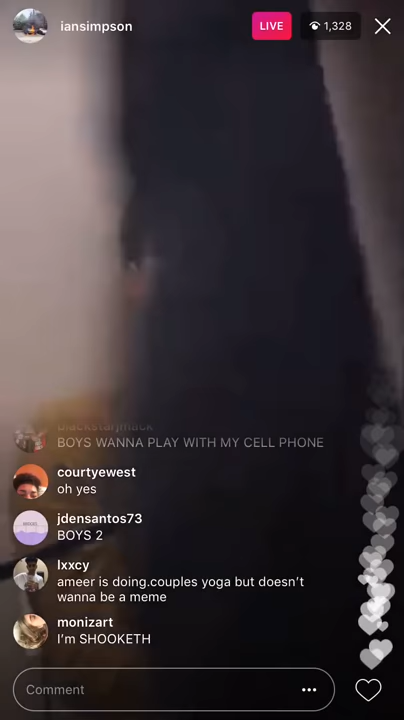 iansimpson
LIVE
1,328
blackstarjmack
BOYS WANNA PLAY WITH MY CELL PHONE
courtyewest
oh yes
jdensantos73
BOYS 2
lxxcy
ameer is doing.couples yoga but doesn’t
wanna be a meme
monizart
I’m SHOOKETH
Comment